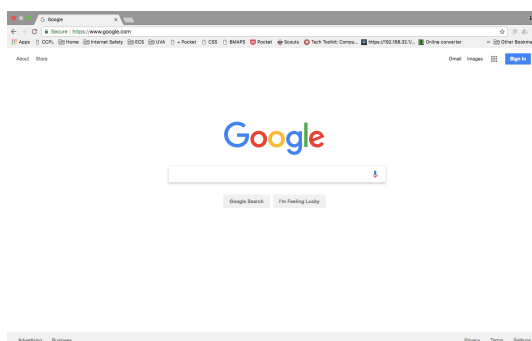 G Google
Secure https://www.google.com
Apps CCPL Home Internet Safety ECS UVA + Pocket CSS BMAPS Pocket Scouts Tech Toolkit: Compu... https://192.168.32.1/... Online converter » Other Bookma
About Store Gmail Images Sign in
Google
Google Search I'm Feeling Lucky
Advertising Business Privacy Terms Settings